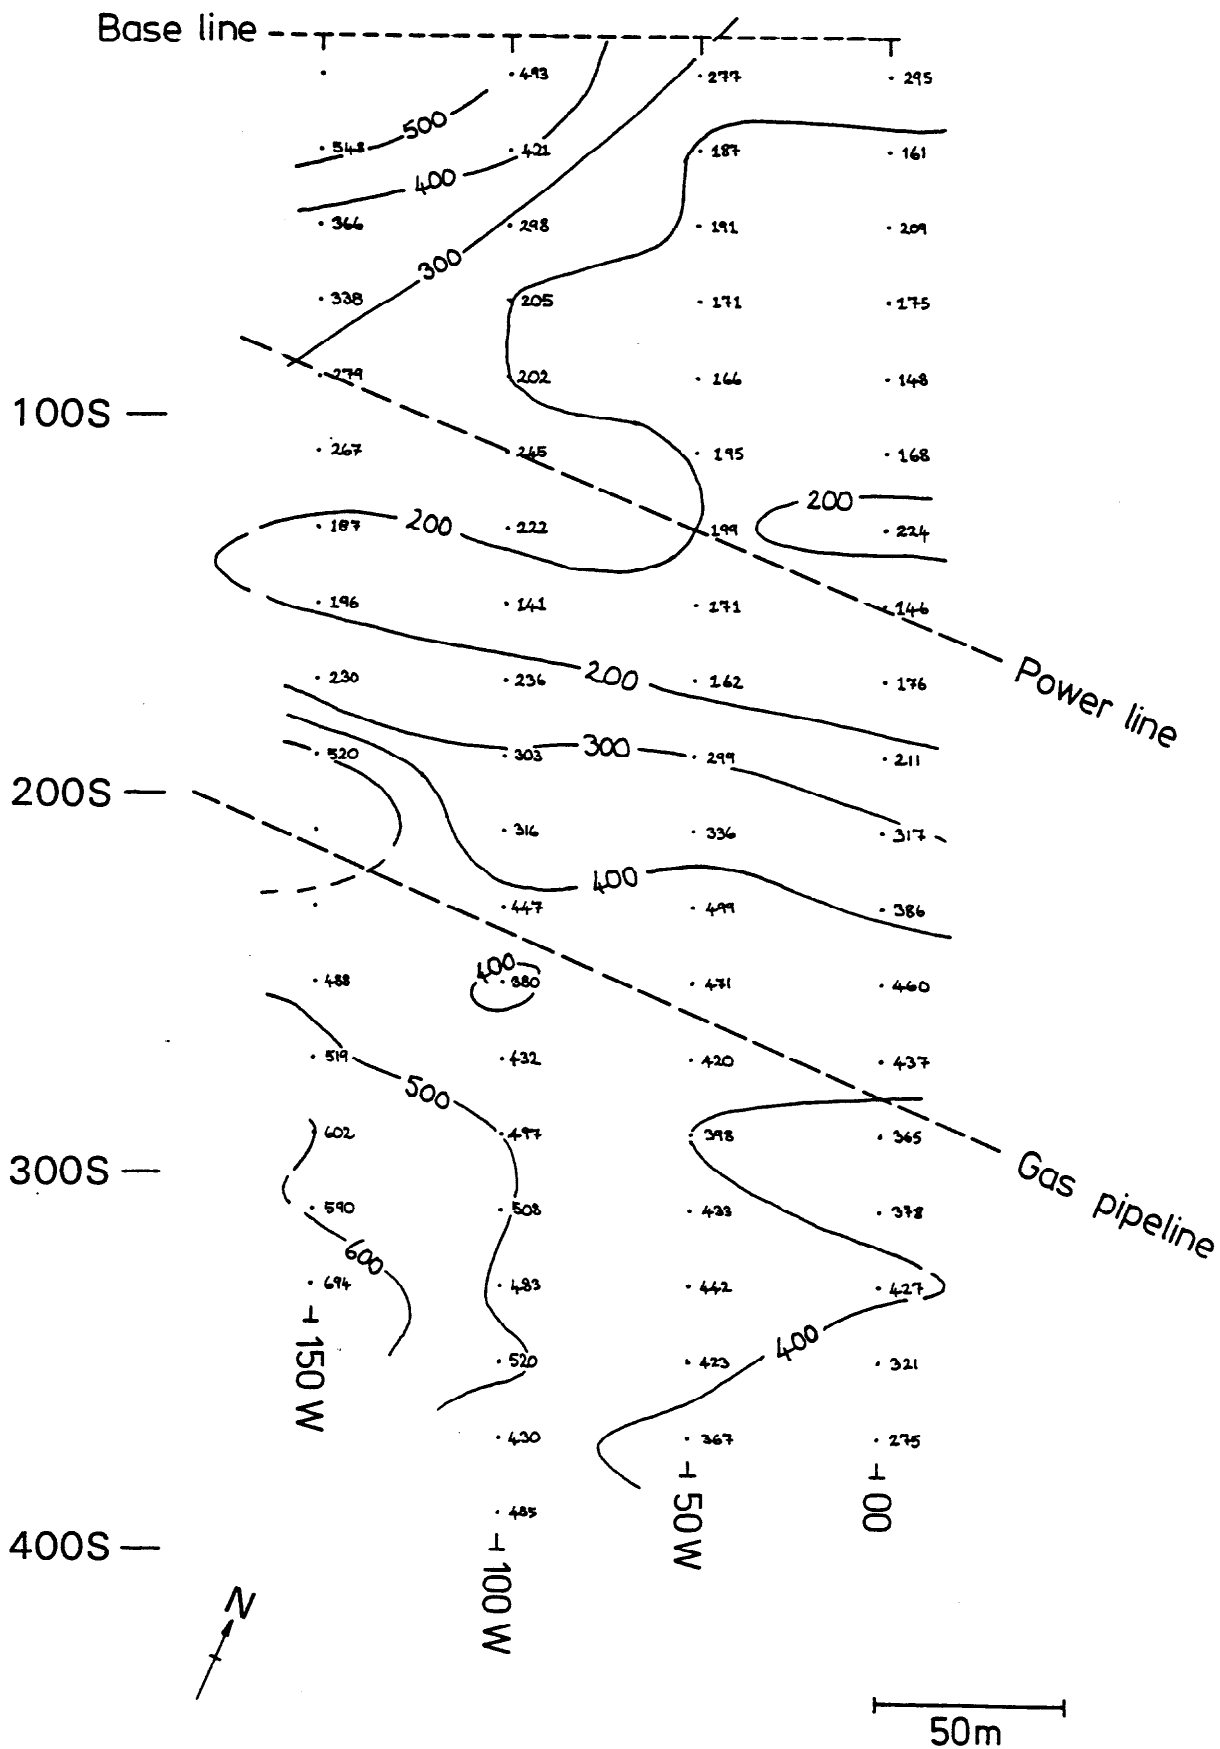 Base line
493 277 295
500
548 421 187 161
400
366 298 191 209
300
338 205 171 175
279 202 166 148
100S
267 245 195 168
200
187 200 222 199 224
196 141 171 146
230 236 200 162 176
Power line
520 303 300 299 211
200S
316 336 317
400
447 499 386
400
488 380 471 460
519 432 420 437
500
602 497 398 365
300S
Gas pipeline
590 508 433 378
600
694 483 442 427
400
150 W
520 423 321
430 367 275
50 W
00
485
400S
100 W
N
50m